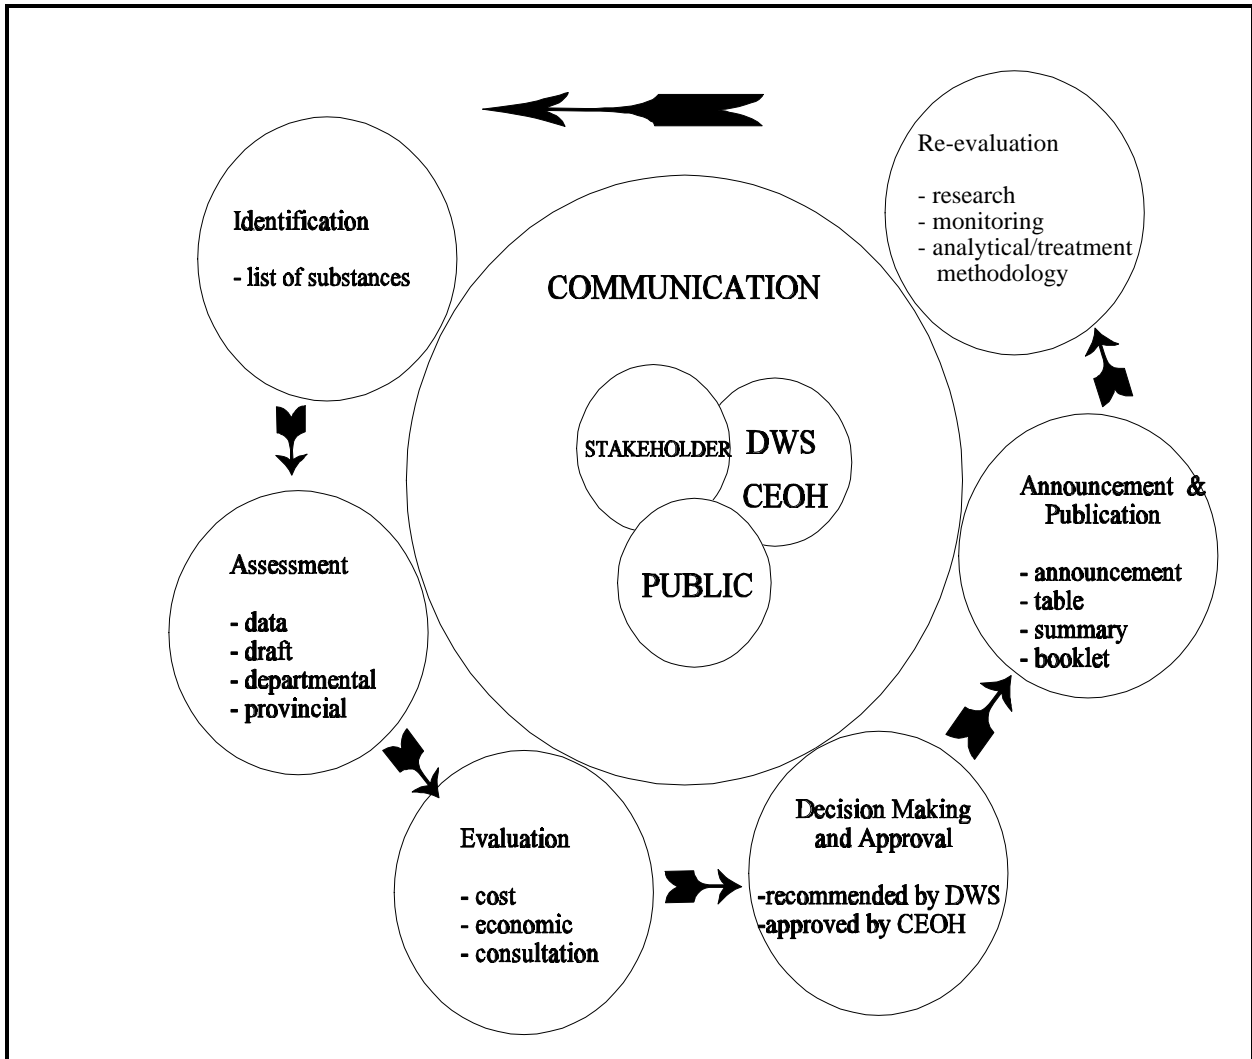 Identification
- list of substances
Assessment
- data
- draft
- departmental
- provincial
Evaluation
- cost
- economic
- consultation
Decision Making
and Approval
-recommended by DWS
-approved by CEOH
Announcement &
Publication
- announcement
- table
- summary
- booklet
Re-evaluation
- research
- monitoring
- analytical/treatment
methodology
COMMUNICATION
STAKEHOLDER
DWS
CEOH
PUBLIC